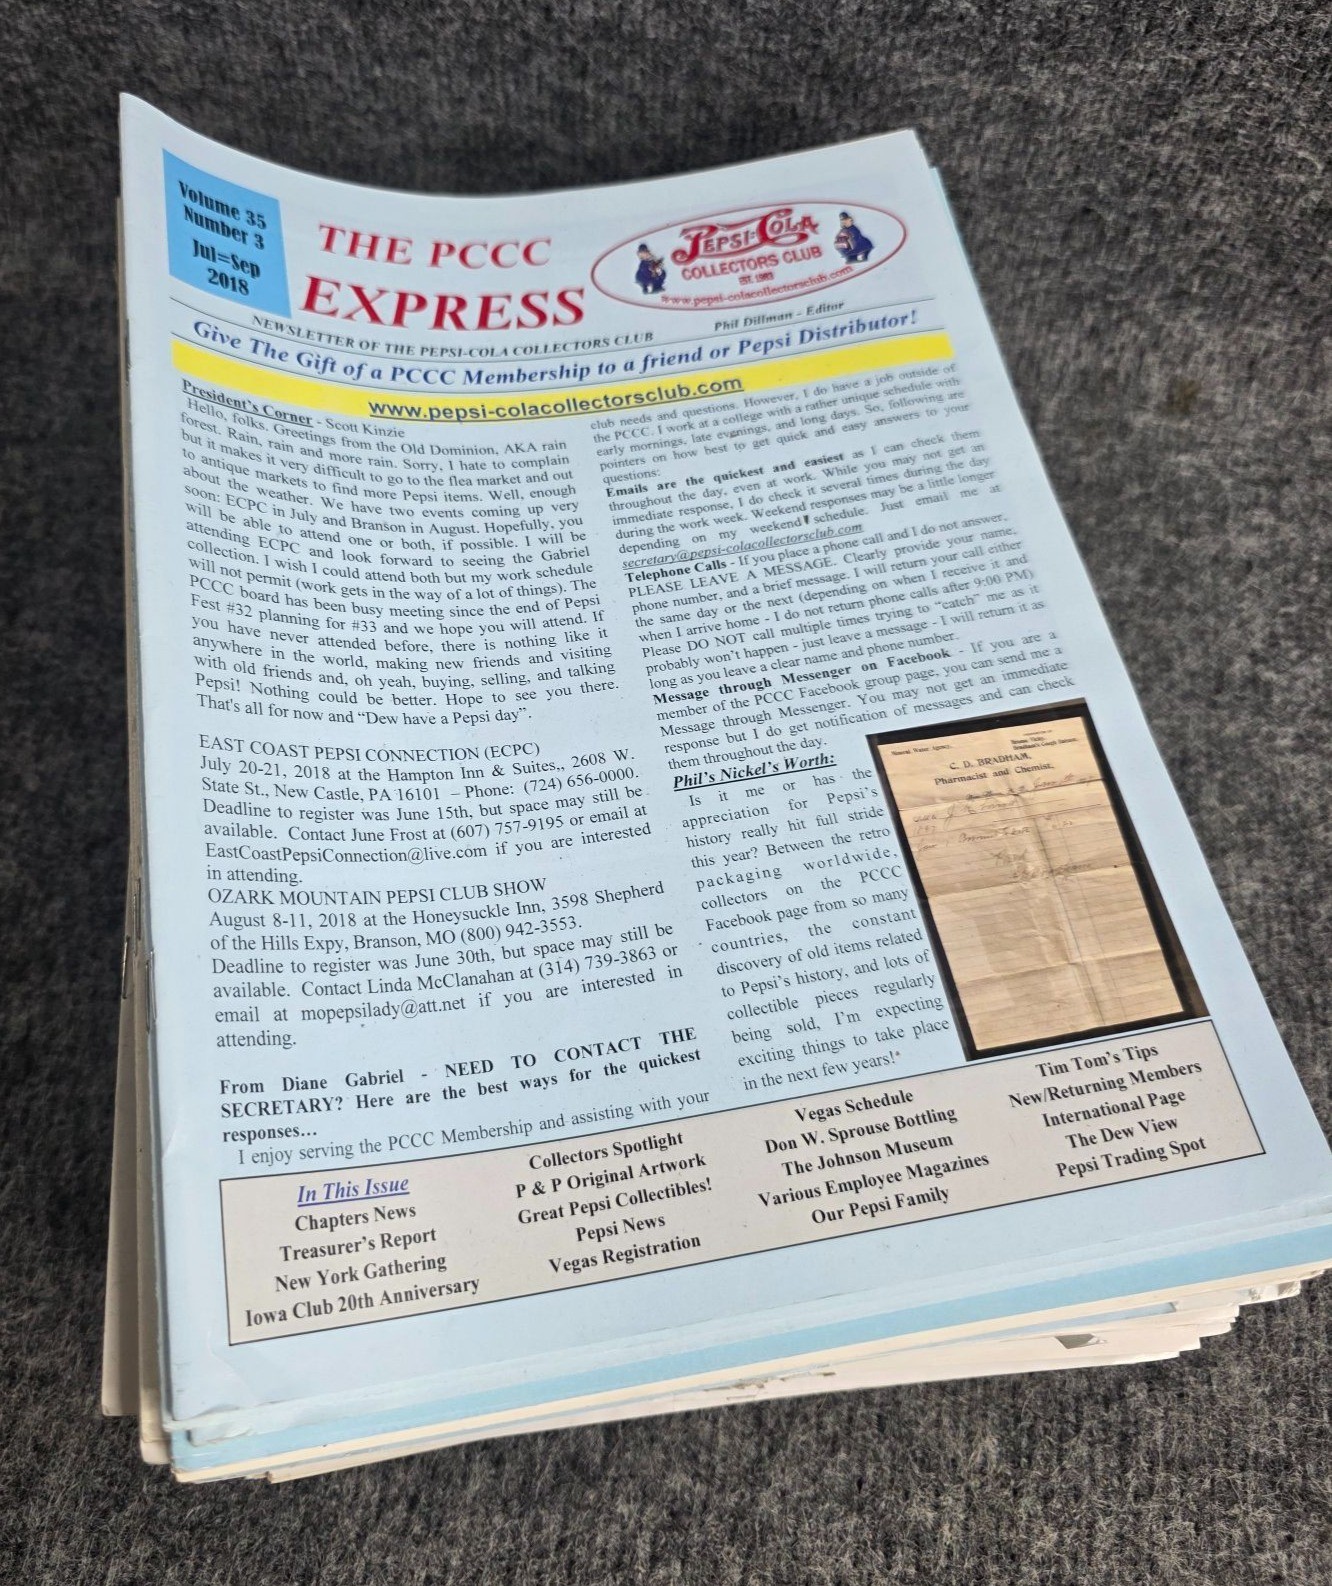 Volume 35
Number 3
Jul=Sep
2018
THE PCCC
EXPRESS
PEPSI-COLA
COLLECTORS CLUB
EST. 1983
www.pepsi-colacollectorsclub.com
NEWSLETTER OF THE PEPSI-COLA COLLECTORS CLUB
Phil Dillman - Editor
Give The Gift of a PCCC Membership to a friend or Pepsi Distributor!
www.pepsi-colacollectorsclub.com
President's Corner - Scott Kinzie
Hello, folks. Greetings from the Old Dominion, AKA rain
forest. Rain, rain and more rain. Sorry, I hate to complain
but it makes it very difficult to go to the flea market and out
to antique markets to find more Pepsi items. Well, enough
about the weather. We have two events coming up very
soon: ECPC in July and Branson in August. Hopefully, you
will be able to attend one or both, if possible. I will be
attending ECPC and look forward to seeing the Gabriel
collection. I wish I could attend both but my work schedule
will not permit (work gets in the way of a lot of things). The
PCCC board has been busy meeting since the end of Pepsi
Fest #32 planning for #33 and we hope you will attend. If
you have never attended before, there is nothing like it
anywhere in the world, making new friends and visiting
with old friends and, oh yeah, buying, selling, and talking
Pepsi! Nothing could be better. Hope to see you there.
That's all for now and “Dew have a Pepsi day”.
EAST COAST PEPSI CONNECTION (ECPC)
July 20-21, 2018 at the Hampton Inn & Suites,, 2608 W.
State St., New Castle, PA 16101 – Phone: (724) 656-0000.
Deadline to register was June 15th, but space may still be
available. Contact June Frost at (607) 757-9195 or email at
EastCoastPepsiConnection@live.com if you are interested
in attending.
OZARK MOUNTAIN PEPSI CLUB SHOW
August 8-11, 2018 at the Honeysuckle Inn, 3598 Shepherd
of the Hills Expy, Branson, MO (800) 942-3553.
Deadline to register was June 30th, but space may still be
available. Contact Linda McClanahan at (314) 739-3863 or
email at mopepsilady@att.net if you are interested in
attending.
From Diane Gabriel - NEED TO CONTACT THE
SECRETARY? Here are the best ways for the quickest
responses...
I enjoy serving the PCCC Membership and assisting with your
club needs and questions. However, I do have a job outside of
the PCCC. I work at a college with a rather unique schedule with
early mornings, late evenings, and long days. So, following are
pointers on how best to get quick and easy answers to your
questions:
Emails are the quickest and easiest as I can check them
throughout the day, even at work. While you may not get an
immediate response, I do check it several times during the day
during the work week. Weekend responses may be a little longer
depending on my weekend schedule. Just email me at
secretary@pepsi-colacollectorsclub.com
Telephone Calls - If you place a phone call and I do not answer,
PLEASE LEAVE A MESSAGE. Clearly provide your name,
phone number, and a brief message. I will return your call either
the same day or the next (depending on when I receive it and
when I arrive home - I do not return phone calls after 9:00 PM)
Please DO NOT call multiple times trying to “catch” me as it
probably won't happen - just leave a message - I will return it as
long as you leave a clear name and phone number.
Message through Messenger on Facebook - If you are a
member of the PCCC Facebook group page, you can send me a
Message through Messenger. You may not get an immediate
response but I do get notification of messages and can check
them throughout the day.
Phil's Nickel's Worth:
Is it me or has the
appreciation for Pepsi's
history really hit full stride
this year? Between the retro
packaging worldwide,
collectors on the PCCC
Facebook page from so many
countries, the constant
discovery of old items related
to Pepsi's history, and lots of
collectible pieces regularly
being sold, I'm expecting
exciting things to take place
in the next few years!
Mineral Water Agency.
C. D. BRADHAM,
Pharmacist and Chemist,
In This Issue
Chapters News
Treasurer's Report
New York Gathering
Iowa Club 20th Anniversary
Collectors Spotlight
P & P Original Artwork
Great Pepsi Collectibles!
Pepsi News
Vegas Registration
Vegas Schedule
Don W. Sprouse Bottling
The Johnson Museum
Various Employee Magazines
Our Pepsi Family
Tim Tom's Tips
New/Returning Members
International Page
The Dew View
Pepsi Trading Spot